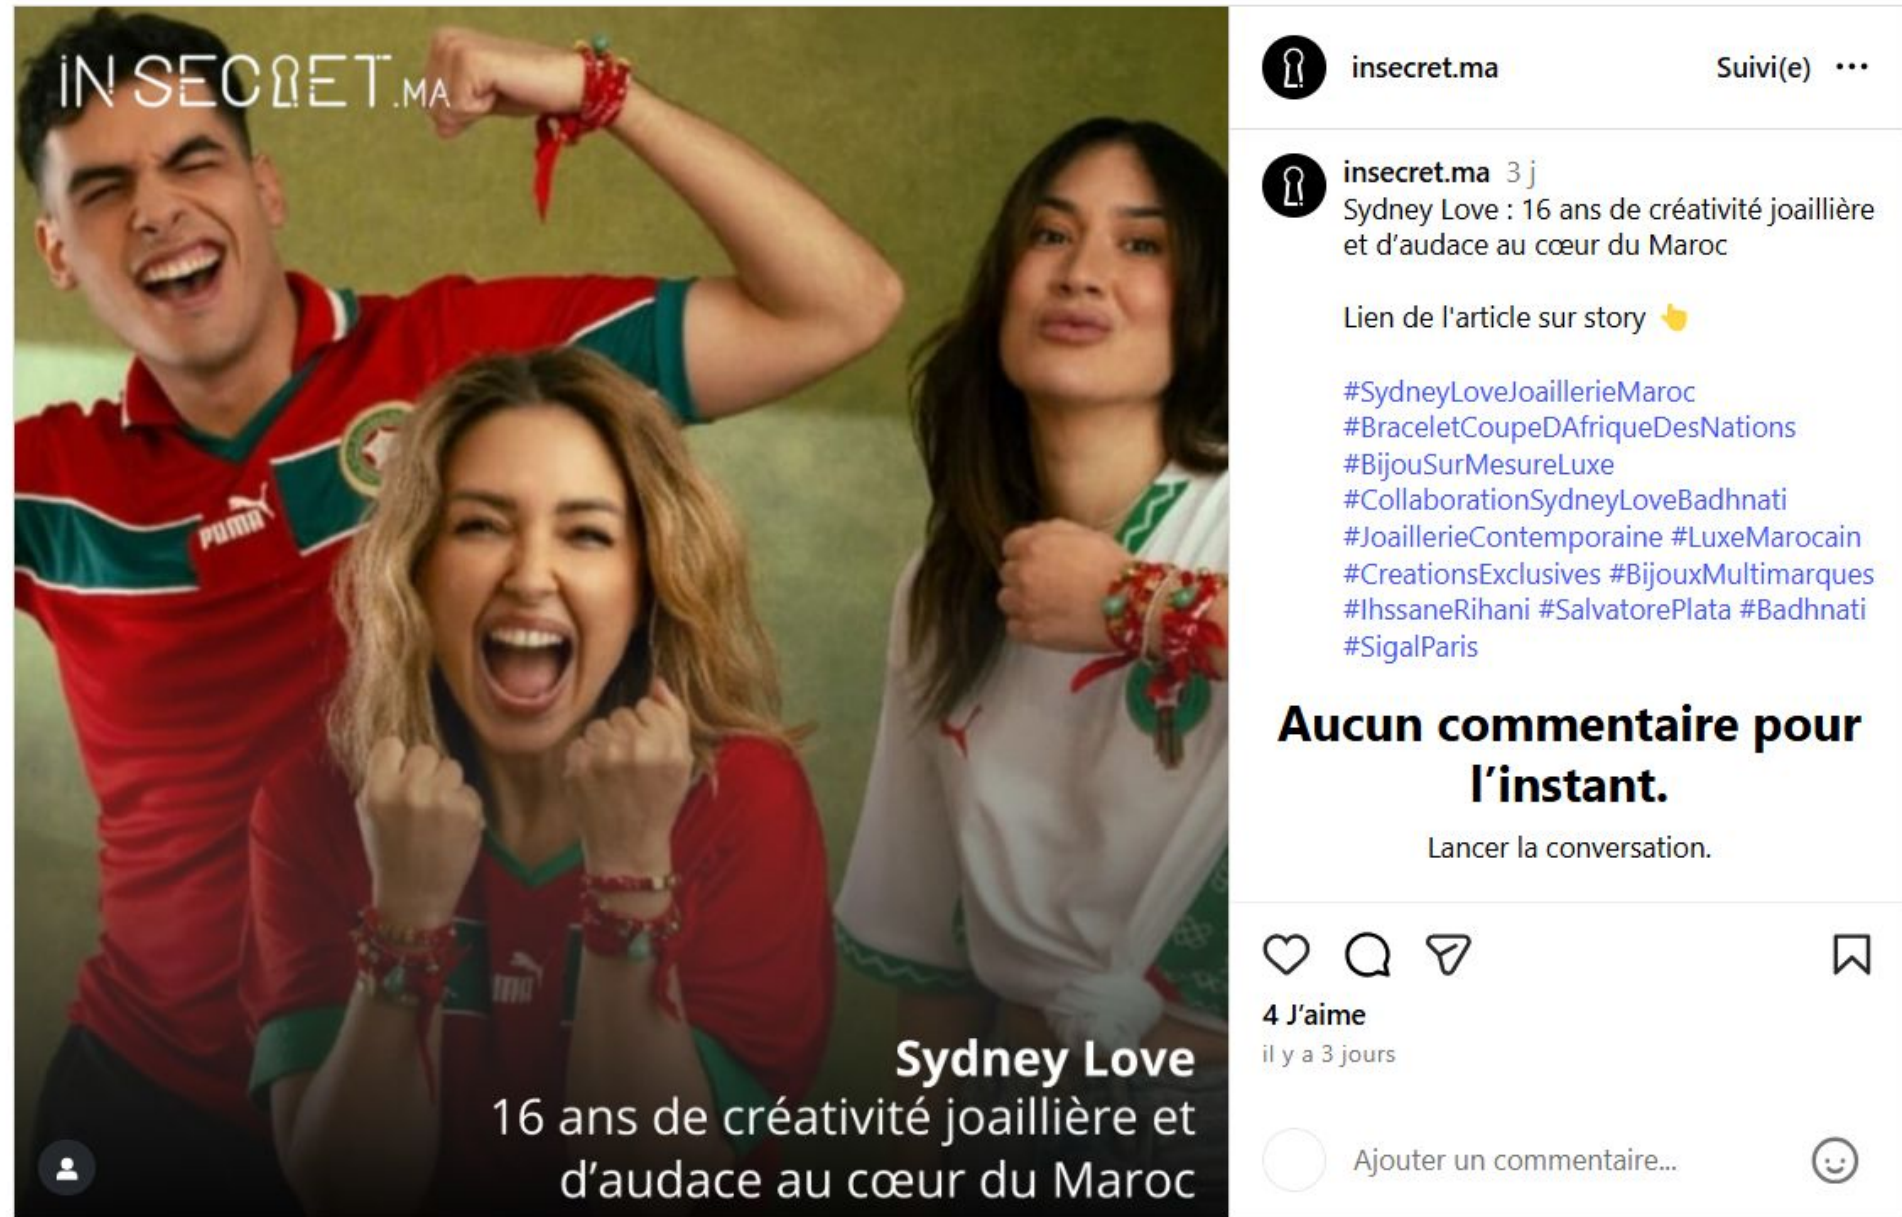 IN SECRET.MA
PUMA
Sydney Love
16 ans de créativité joaillière et
d'audace au cœur du Maroc
insecret.ma
Suivi(e)
insecret.ma 3 j
Sydney Love : 16 ans de créativité joaillière
et d'audace au cœur du Maroc
Lien de l'article sur story 👆
#SydneyLoveJoaillerieMaroc
#BraceletCoupeDAfriqueDesNations
#BijouSurMesureLuxe
#CollaborationSydneyLoveBadhnati
#JoaillerieContemporaine #LuxeMarocain
#CreationsExclusives #BijouxMultimarques
#IhssaneRihani #SalvatorePlata #Badhnati
#SigalParis
Aucun commentaire pour
l'instant.
Lancer la conversation.
4 J'aime
il y a 3 jours
Ajouter un commentaire...